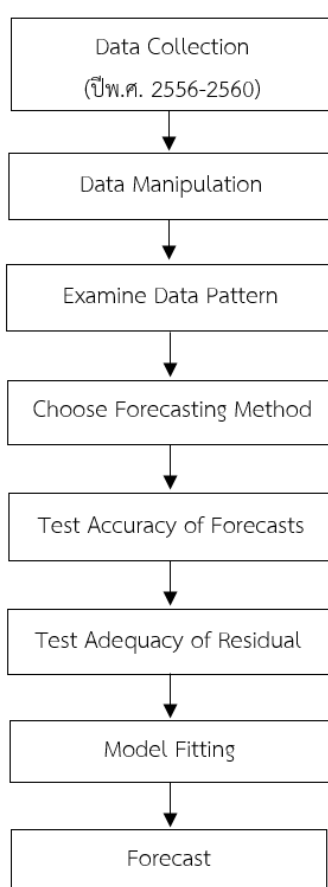 Data Collection
(ปีพ.ศ. 2556-2560)
Data Manipulation
Examine Data Pattern
Choose Forecasting Method
Test Accuracy of Forecasts
Test Adequacy of Residual
Model Fitting
Forecast